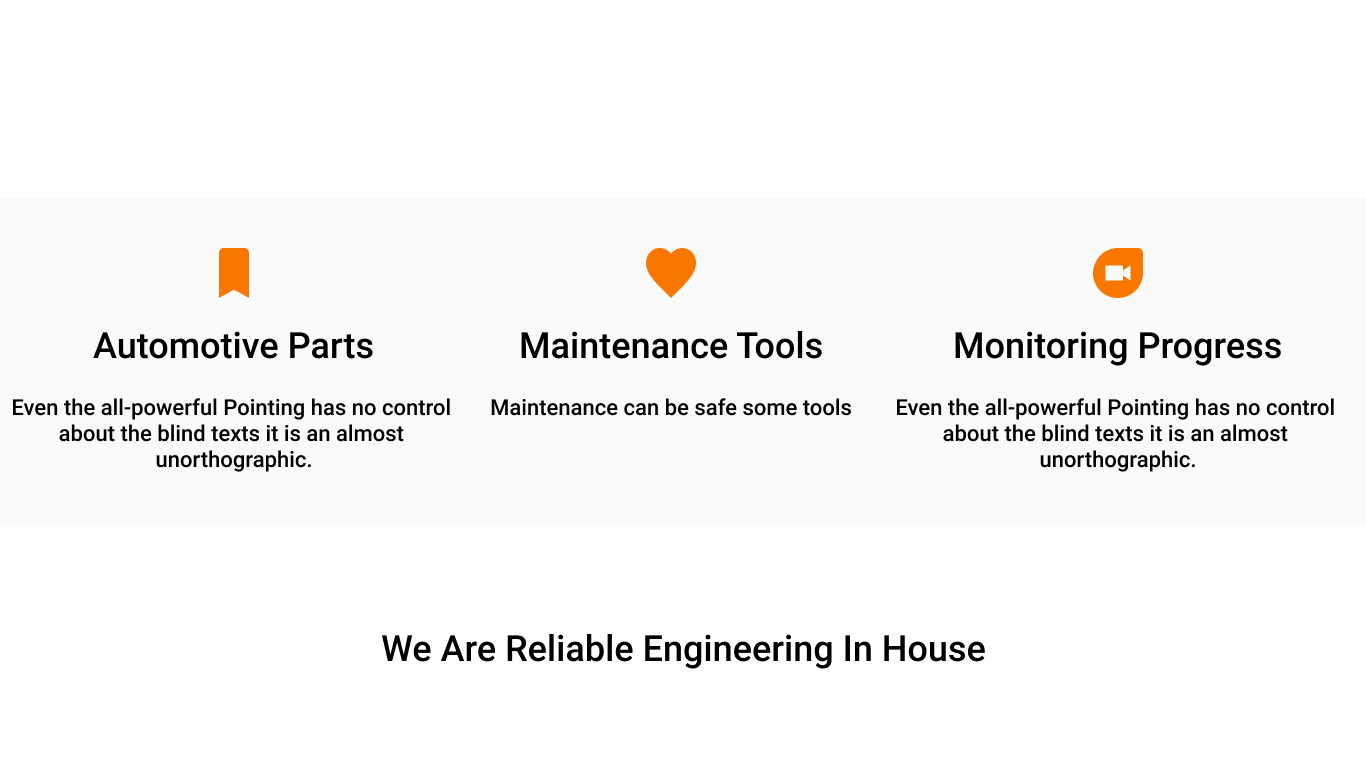 Automotive Parts
Even the all-powerful Pointing has no control
about the blind texts it is an almost
unorthographic.
Maintenance Tools
Maintenance can be safe some tools
Monitoring Progress
Even the all-powerful Pointing has no control
about the blind texts it is an almost
unorthographic.
We Are Reliable Engineering In House